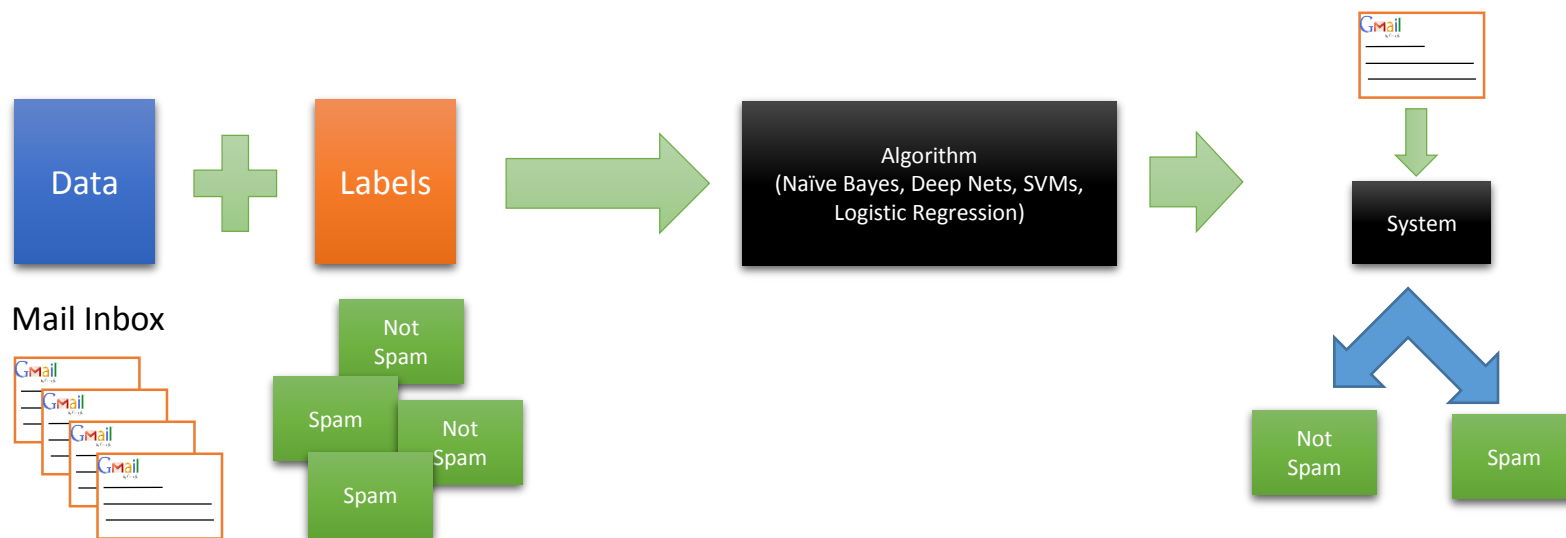 Data
Labels
Algorithm
(Naïve Bayes, Deep Nets, SVMs,
Logistic Regression)
Gmail
System
Mail Inbox
Gmail
Gmail
Gmail
Gmail
Not
Spam
Spam
Not
Spam
Spam
Not
Spam
Spam